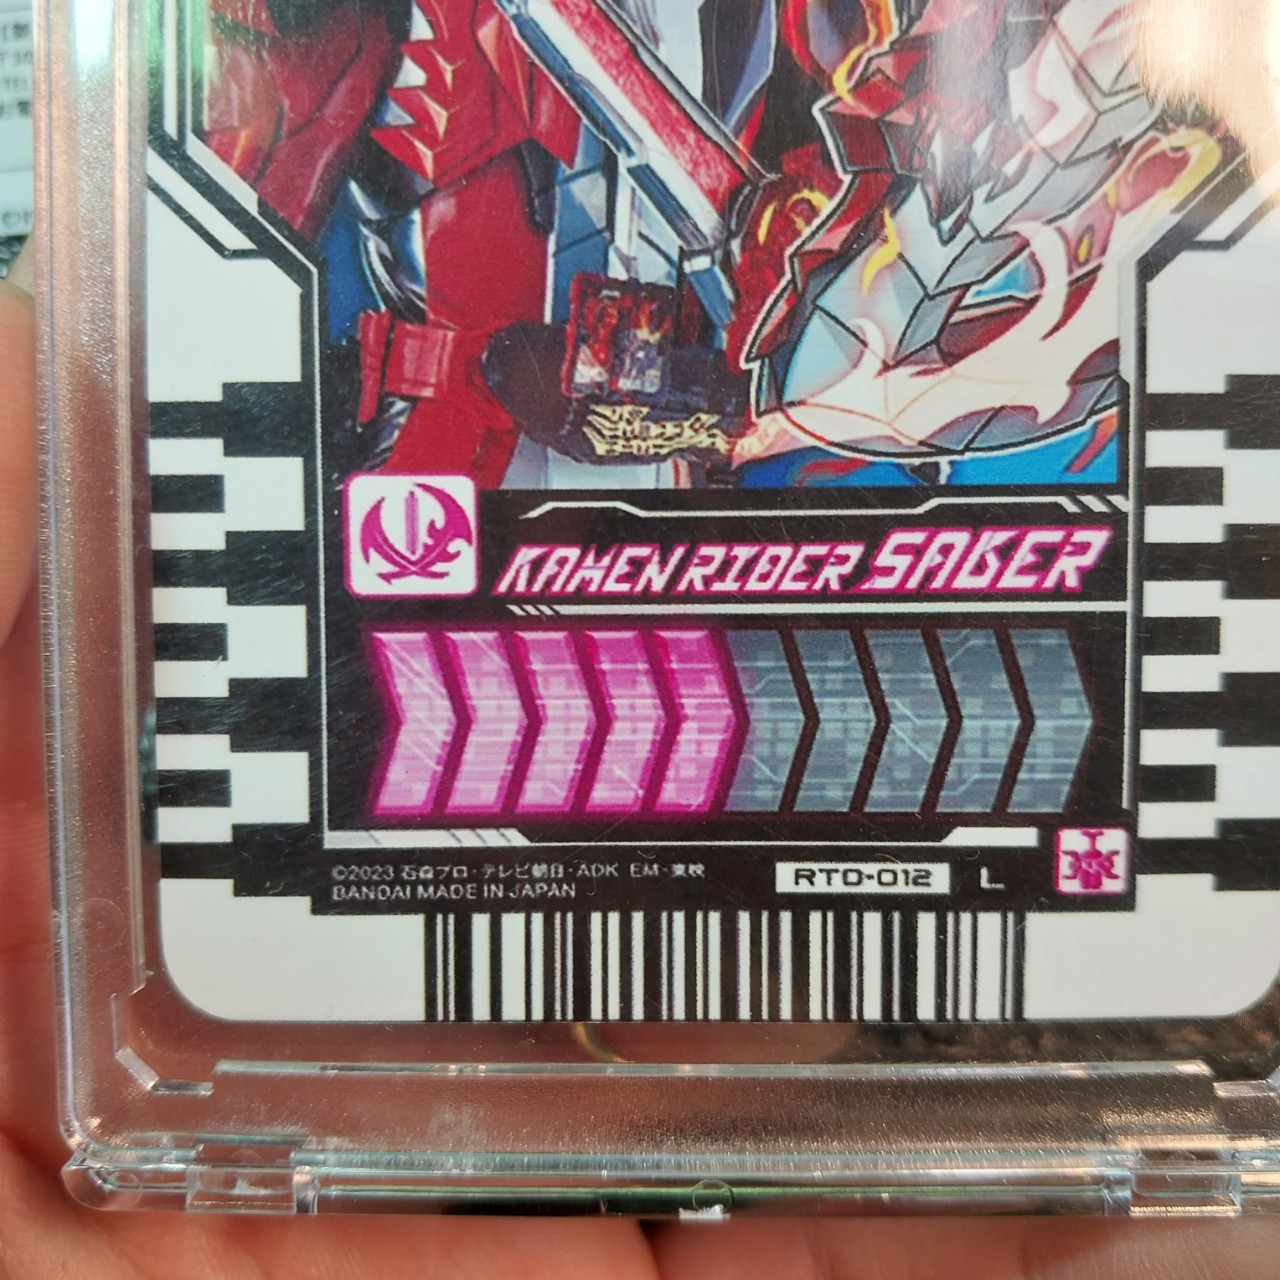 KAMEN RIDER SABER
©2023 石森プロ・テレビ朝日・ADK EM・東映
BANDAI MADE IN JAPAN
RTD-012 L